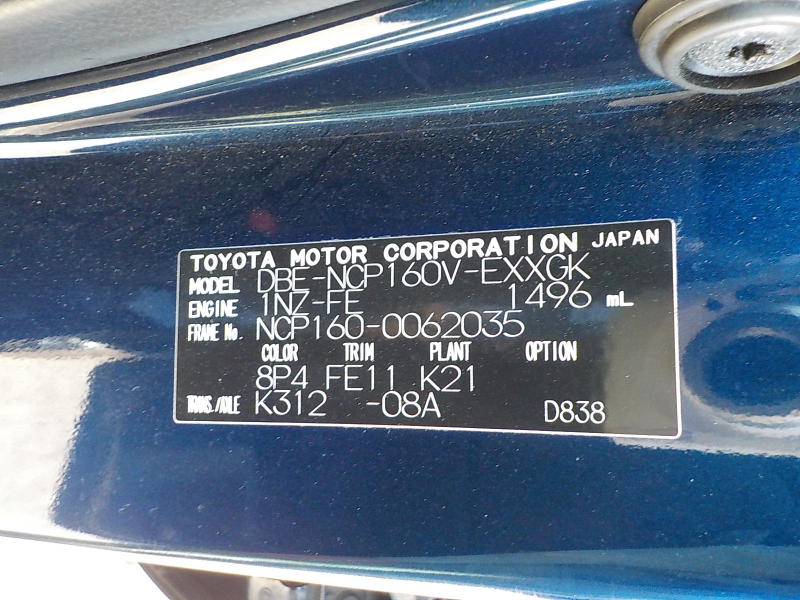 TOYOTA MOTOR CORPORATION JAPAN
MODEL DBE-NCP160V-EXXGK
ENGINE 1NZ-FE 1496 mL
FRAME No. NCP160-0062035
COLOR TRIM PLANT OPTION
8P4 FE11 K21
TRANS./AXLE K312 -08A D838